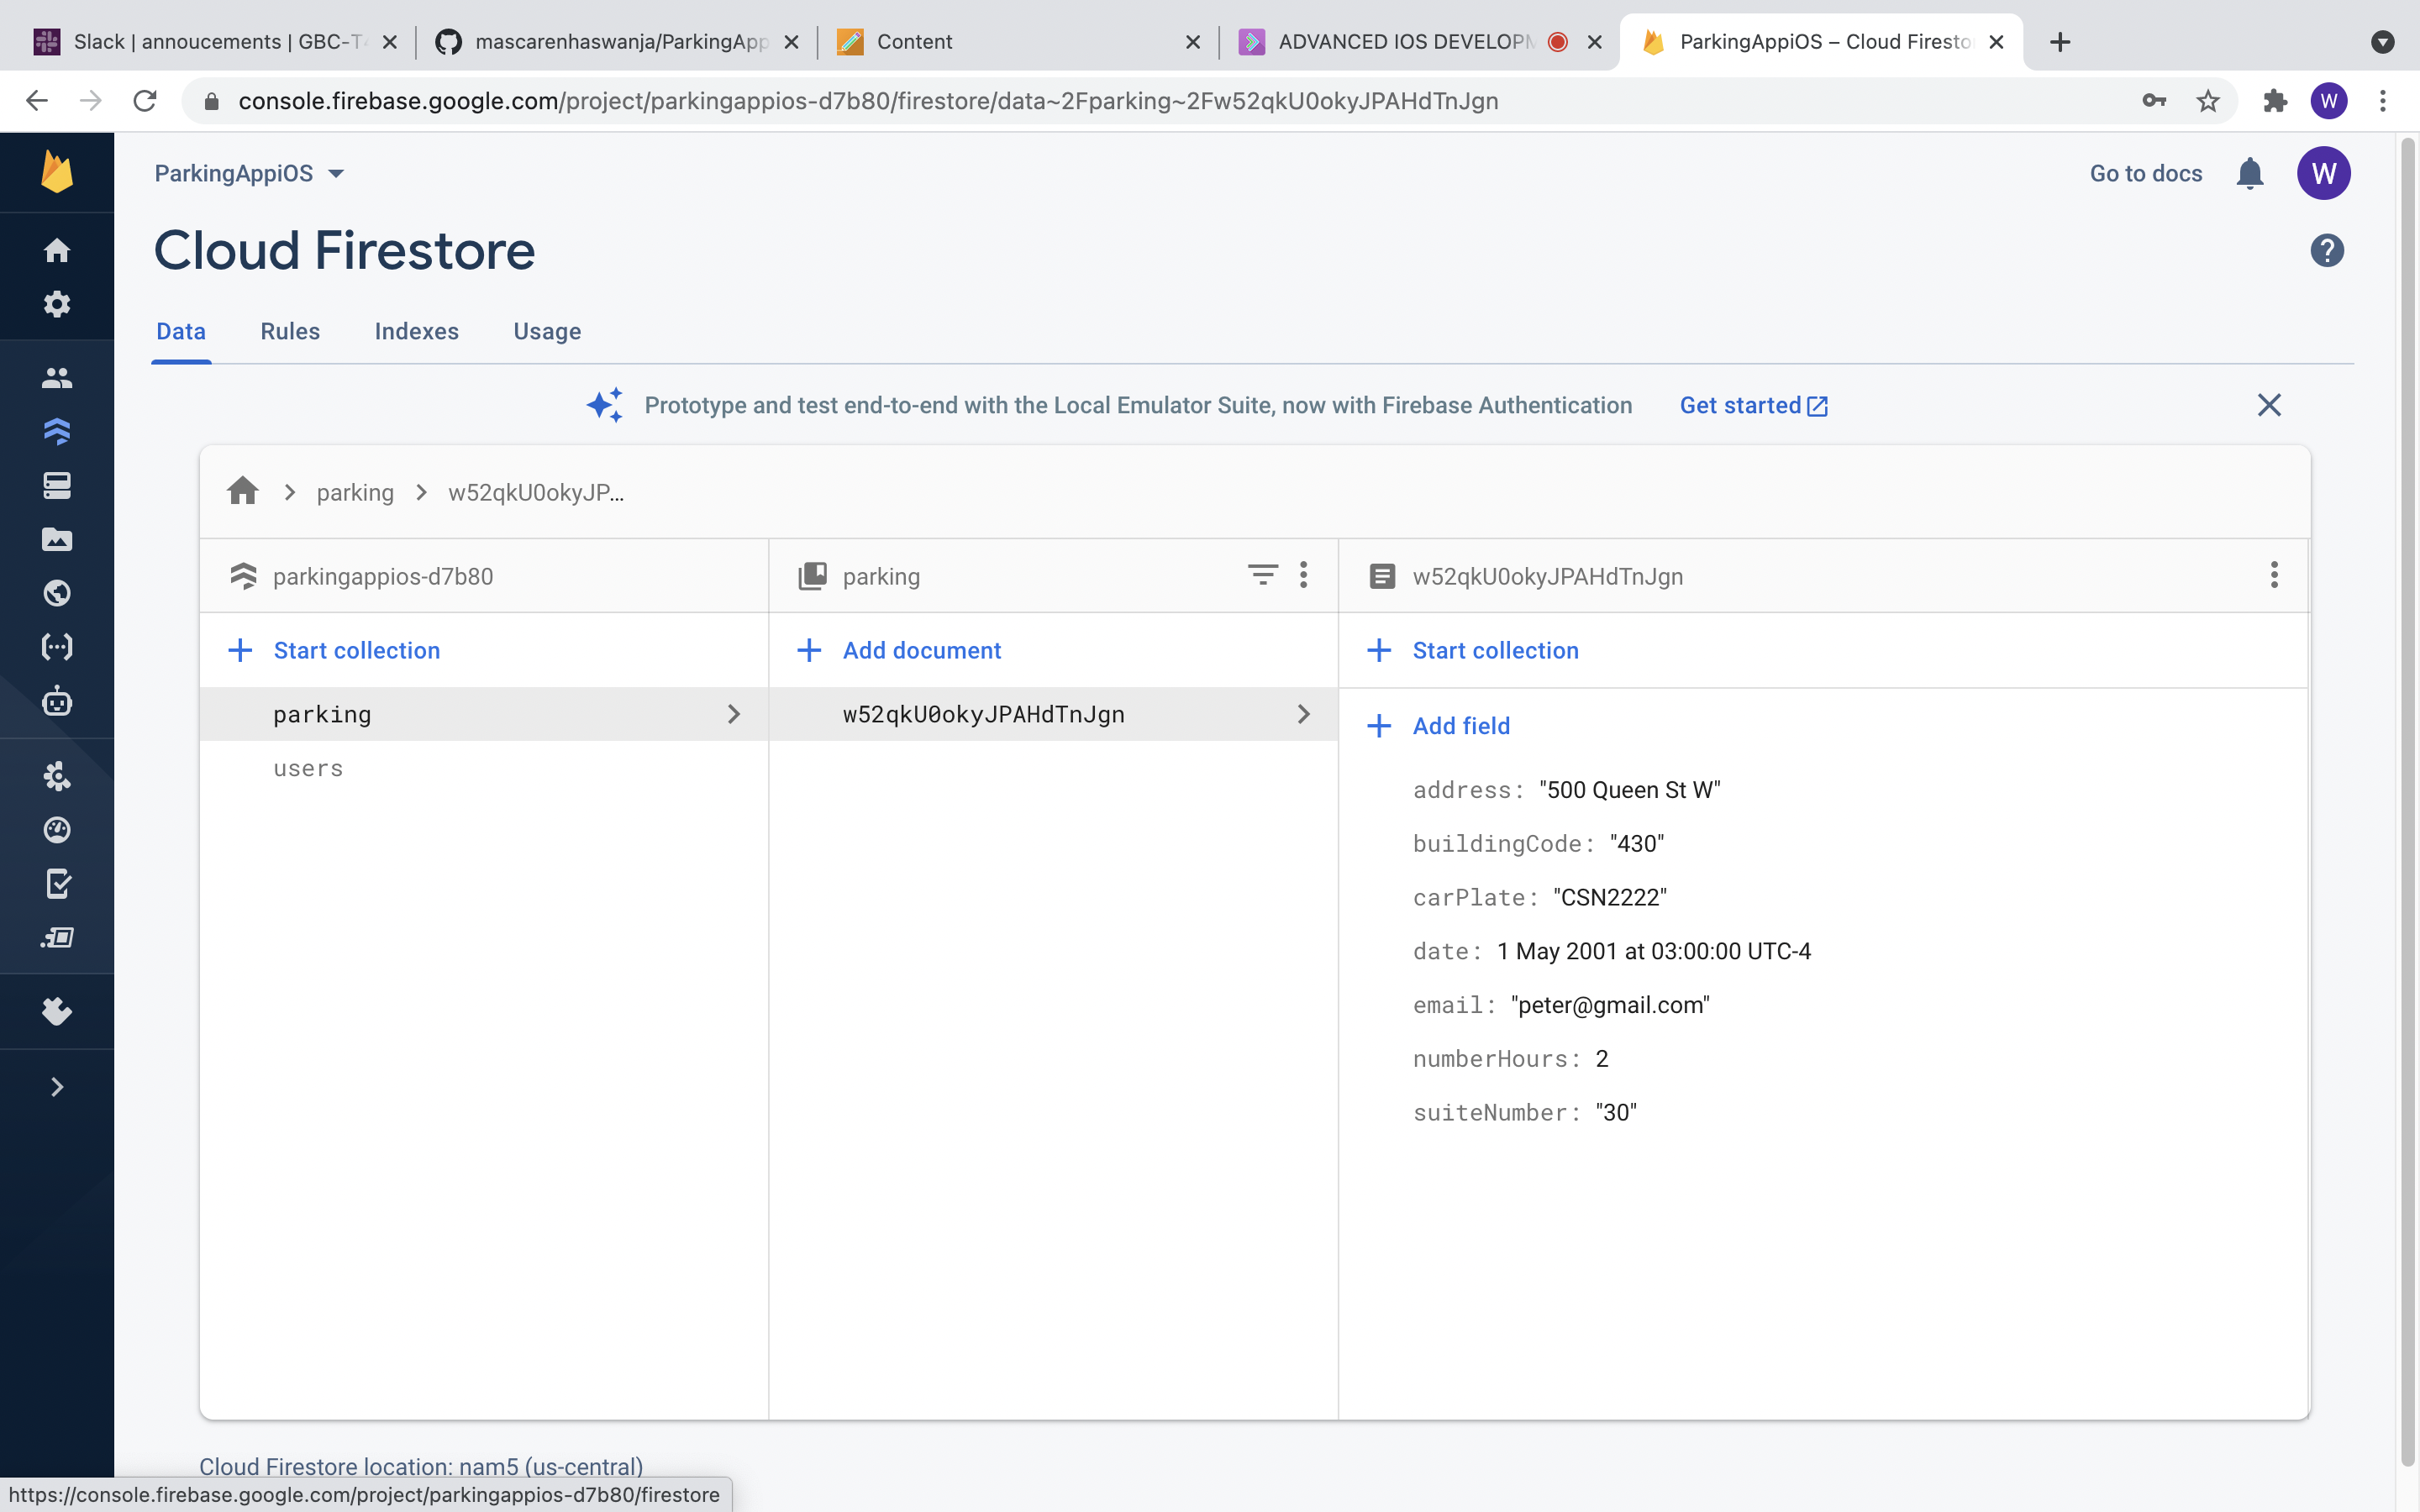 Slack | annoucements | GBC-T
mascarenhaswanja/ParkingApp
Content
ADVANCED IOS DEVELOPM
ParkingAppiOS – Cloud Firesto
console.firebase.google.com/project/parkingappios-d7b80/firestore/data~2Fparking~2Fw52qkU0okyJPAHdTnJgn
W
ParkingAppiOS
Go to docs
W
Cloud Firestore
?
Data Rules Indexes Usage
Prototype and test end-to-end with the Local Emulator Suite, now with Firebase Authentication Get started
parking w52qkU0okyJP...
parkingappios-d7b80
Start collection
parking
users
parking
Add document
w52qkU0okyJPAHdTnJgn
w52qkU0okyJPAHdTnJgn
Start collection
Add field
address: "500 Queen St W"
buildingCode: "430"
carPlate: "CSN2222"
date: 1 May 2001 at 03:00:00 UTC-4
email: "peter@gmail.com"
numberHours: 2
suiteNumber: "30"
Cloud Firestore location: nam5 (us-central)
https://console.firebase.google.com/project/parkingappios-d7b80/firestore